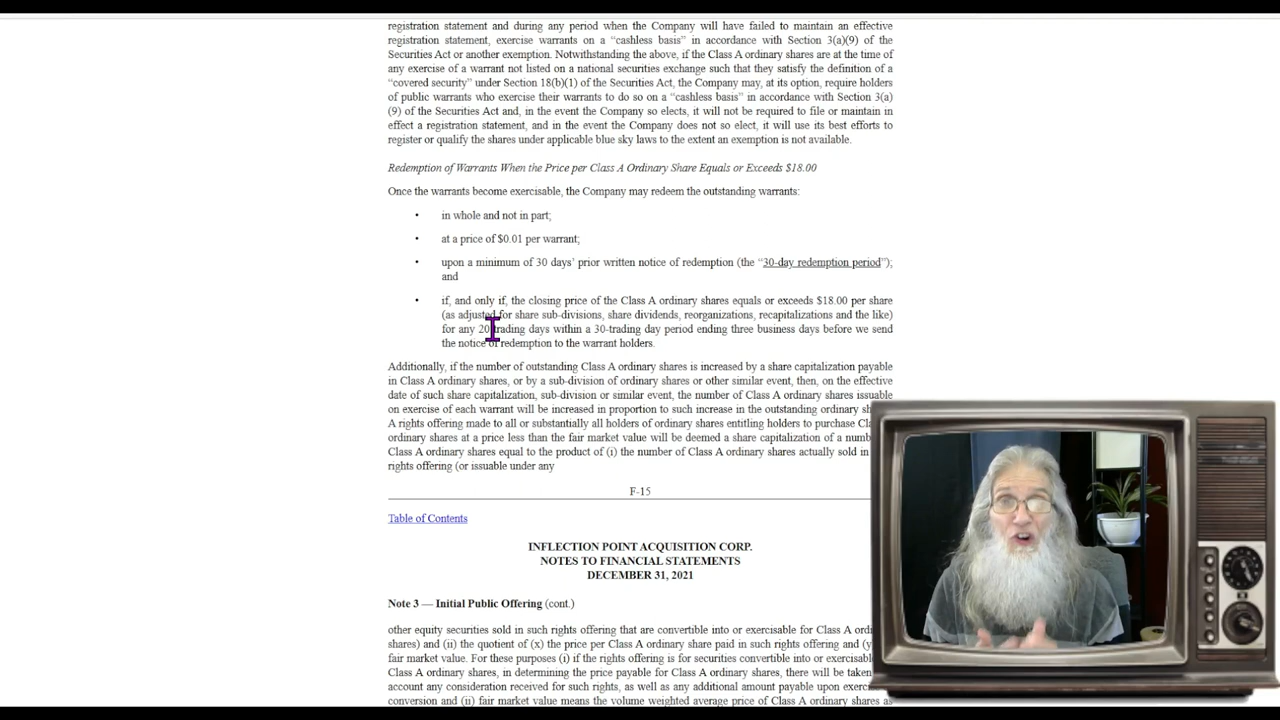 registration statement and during any period when the Company will have failed to maintain an effective
registration statement, exercise warrants on a “cashless basis” in accordance with Section 3(a)(9) of the
Securities Act or another exemption. Notwithstanding the above, if the Class A ordinary shares are at the time of
any exercise of a warrant not listed on a national securities exchange such that they satisfy the definition of a
“covered security” under Section 18(b)(1) of the Securities Act, the Company may, at its option, require holders
of public warrants who exercise their warrants to do so on a “cashless basis” in accordance with Section 3(a)
(9) of the Securities Act and, in the event the Company so elects, it will not be required to file or maintain in
effect a registration statement, and in the event the Company does not so elect, it will use its best efforts to
register or qualify the shares under applicable blue sky laws to the extent an exemption is not available.
Redemption of Warrants When the Price per Class A Ordinary Share Equals or Exceeds $18.00
Once the warrants become exercisable, the Company may redeem the outstanding warrants:
• in whole and not in part;
• at a price of $0.01 per warrant;
• upon a minimum of 30 days’ prior written notice of redemption (the “30-day redemption period”);
and
• if, and only if, the closing price of the Class A ordinary shares equals or exceeds $18.00 per share
(as adjusted for share sub-divisions, share dividends, reorganizations, recapitalizations and the like)
for any 20 trading days within a 30-trading day period ending three business days before we send
the notice of redemption to the warrant holders.
Additionally, if the number of outstanding Class A ordinary shares is increased by a share capitalization payable
in Class A ordinary shares, or by a sub-division of ordinary shares or other similar event, then, on the effective
date of such share capitalization, sub-division or similar event, the number of Class A ordinary shares issuable
on exercise of each warrant will be increased in proportion to such increase in the outstanding ordinary
A rights offering made to all or substantially all holders of ordinary shares entitling holders to purchase
ordinary shares at a price less than the fair market value will be deemed a share capitalization of a
Class A ordinary shares equal to the product of (i) the number of Class A ordinary shares actually sold in
rights offering (or issuable under any
F-15
Table of Contents
INFLECTION POINT ACQUISITION CORP.
NOTES TO FINANCIAL STATEMENTS
DECEMBER 31, 2021
Note 3 — Initial Public Offering (cont.)
other equity securities sold in such rights offering that are convertible into or exercisable for Class A
shares) and (ii) the quotient of (x) the price per Class A ordinary share paid in such rights offering and
fair market value. For these purposes (i) if the rights offering is for securities convertible into or
Class A ordinary shares, in determining the price payable for Class A ordinary shares, there will be
account any consideration received for such rights, as well as any additional amount payable upon
conversion and (ii) fair market value means the volume weighted average price of Class A ordinary shares as